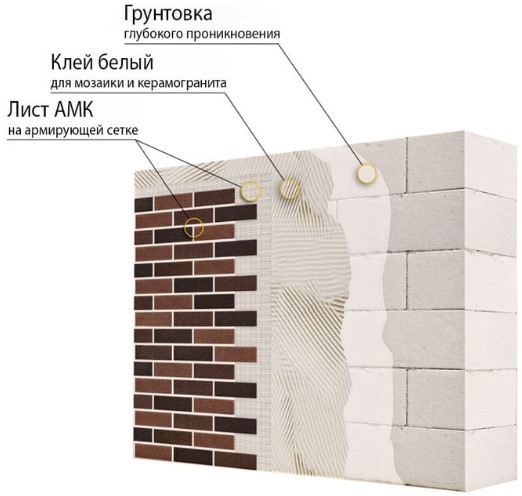 Грунтовка
глубокого проникновения
Клей белый
для мозаики и керамогранита
Лист АМК
на армирующей сетке